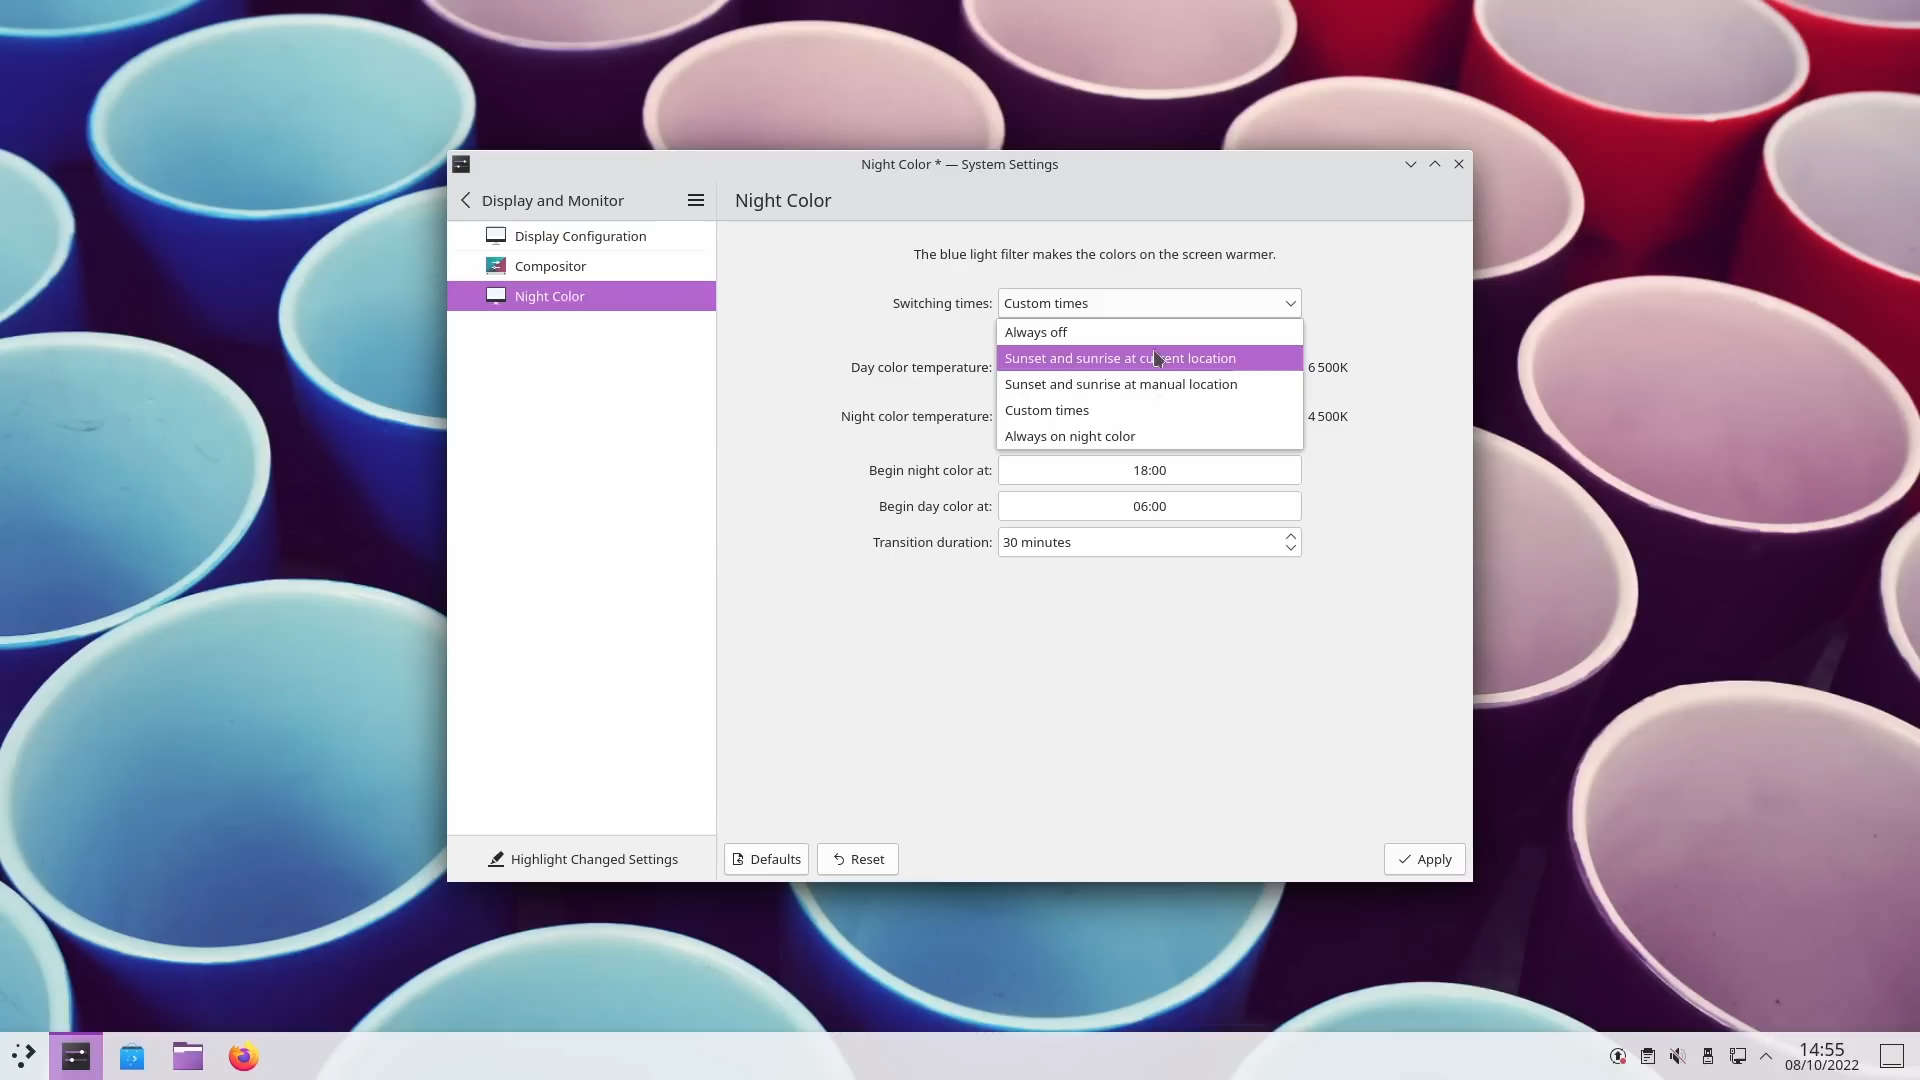 Night Color * — System Settings
Display and Monitor
Night Color
Display Configuration
Compositor
Night Color
The blue light filter makes the colors on the screen warmer.
Switching times: Custom times
Always off
Sunset and sunrise at current location
Sunset and sunrise at manual location
Custom times
Always on night color
Day color temperature: 6 500K
Night color temperature: 4 500K
Begin night color at: 18:00
Begin day color at: 06:00
Transition duration: 30 minutes
Highlight Changed Settings
Defaults
Reset
Apply
14:55
08/10/2022